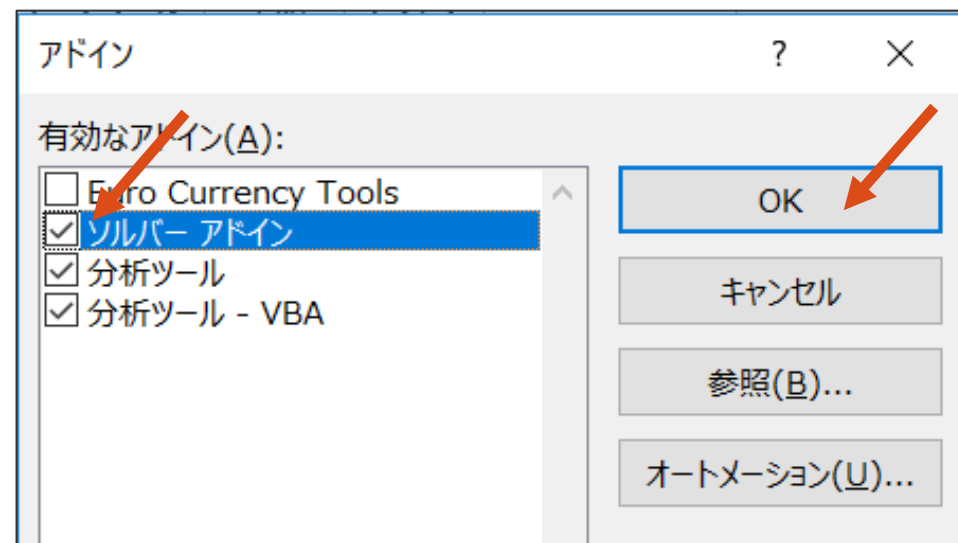 アドイン
?
有効なアドイン(A):
Euro Currency Tools
ソルバー アドイン
分析ツール
分析ツール - VBA
OK
キャンセル
参照(B)...
オートメーション(U)...